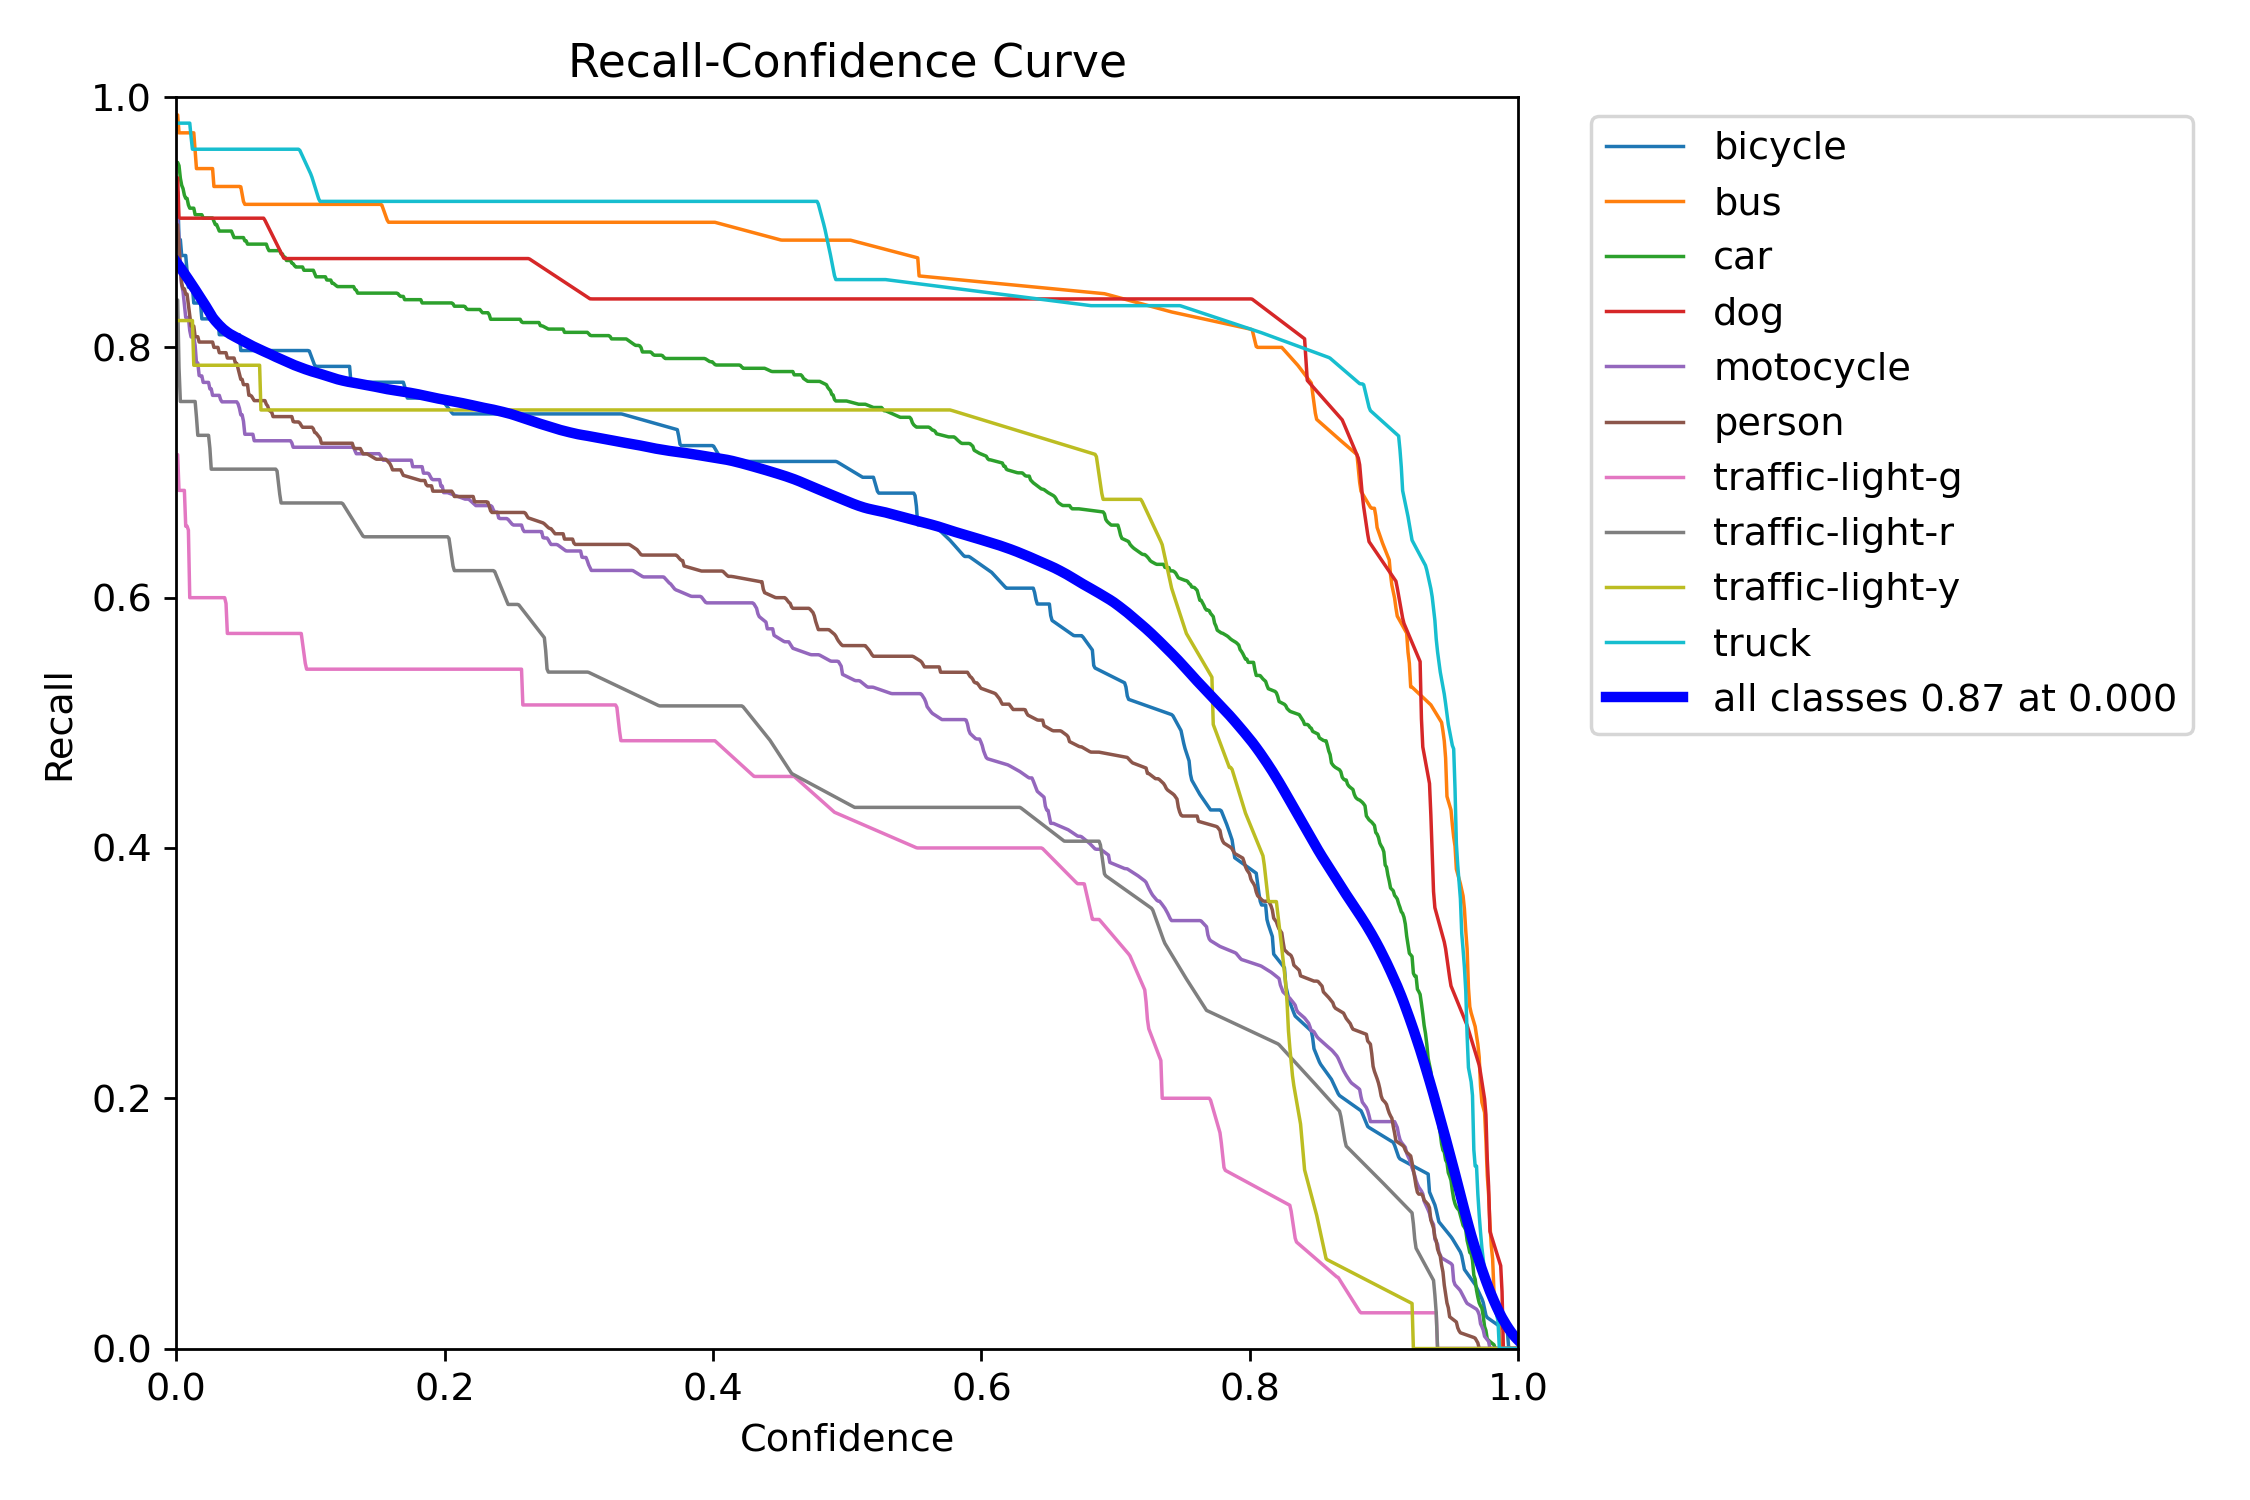 Recall-Confidence Curve
1.0
0.8
0.6
0.4
0.2
0.0
Recall
0.0 0.2 0.4 0.6 0.8 1.0
Confidence
bicycle
bus
car
dog
motocycle
person
traffic-light-g
traffic-light-r
traffic-light-y
truck
all classes 0.87 at 0.000